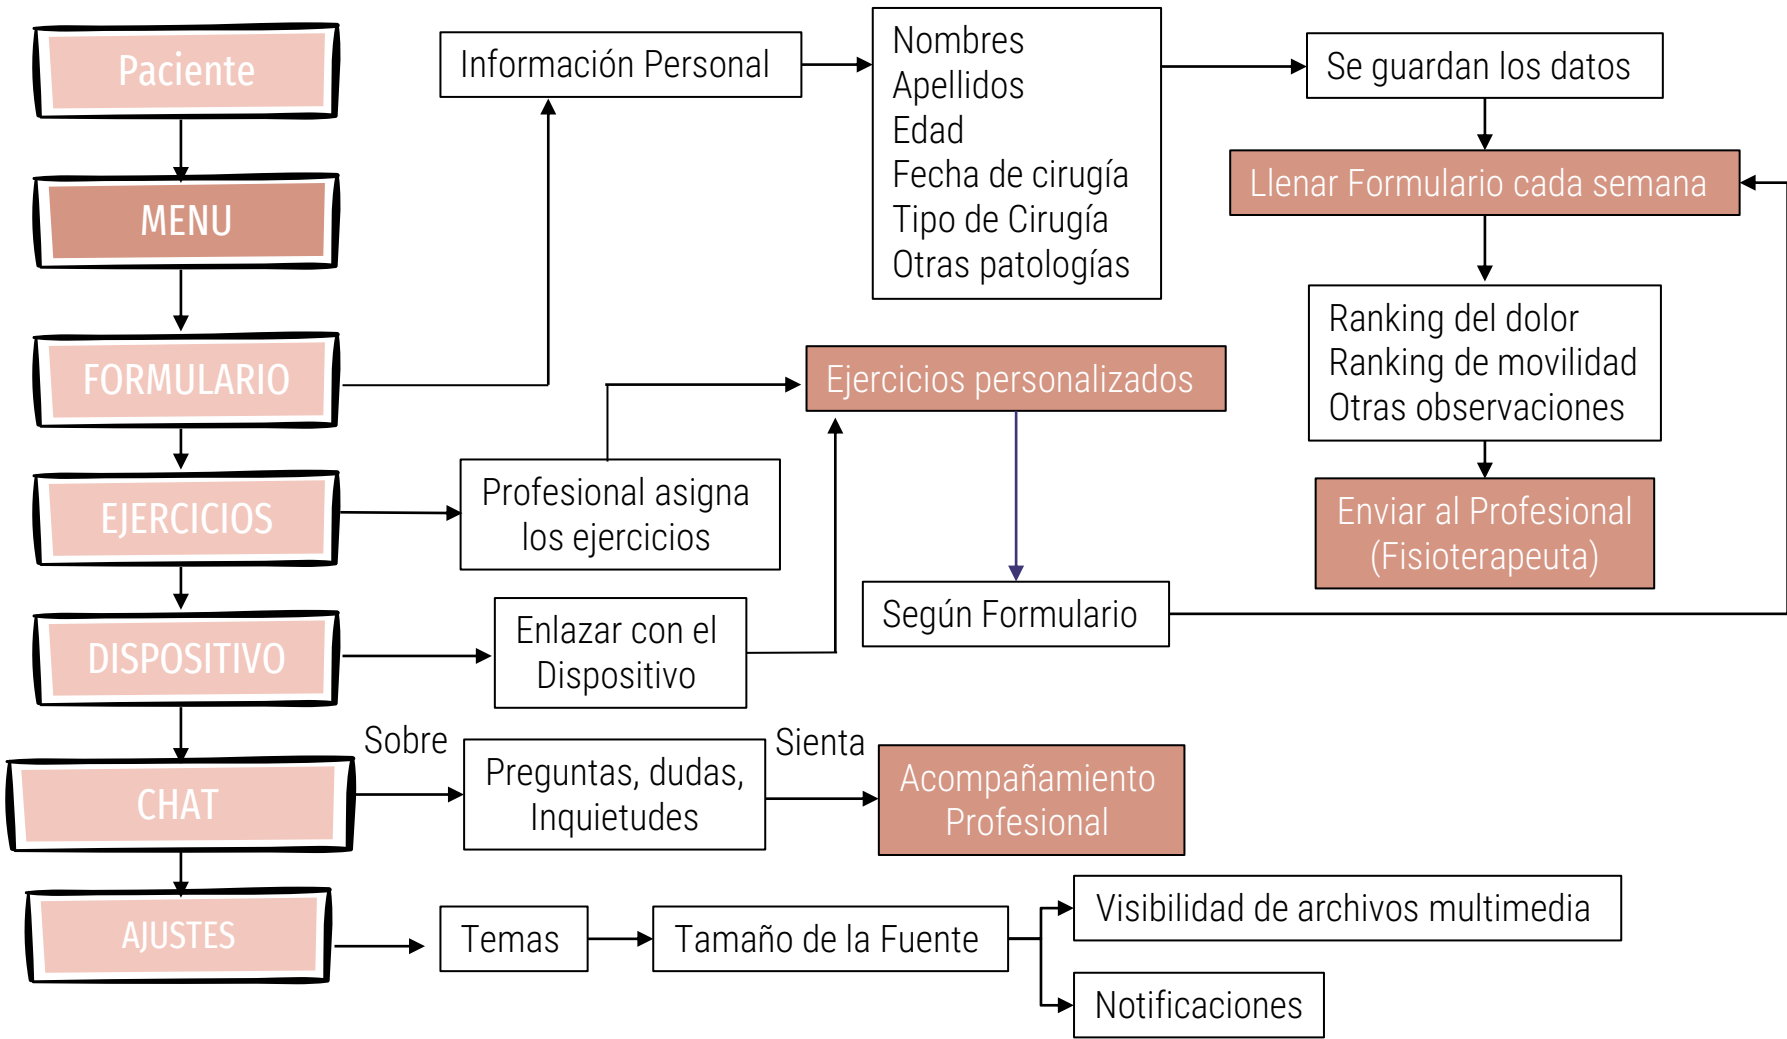 Paciente
MENU
FORMULARIO
EJERCICIOS
DISPOSITIVO
CHAT
AJUSTES
Información Personal
Nombres
Apellidos
Edad
Fecha de cirugía
Tipo de Cirugía
Otras patologías
Se guardan los datos
Llenar Formulario cada semana
Ranking del dolor
Ranking de movilidad
Otras observaciones
Enviar al Profesional
(Fisioterapeuta)
Profesional asigna
los ejercicios
Ejercicios personalizados
Según Formulario
Enlazar con el
Dispositivo
Sobre
Preguntas, dudas,
Inquietudes
Sienta
Acompañamiento
Profesional
Temas
Tamaño de la Fuente
Visibilidad de archivos multimedia
Notificaciones